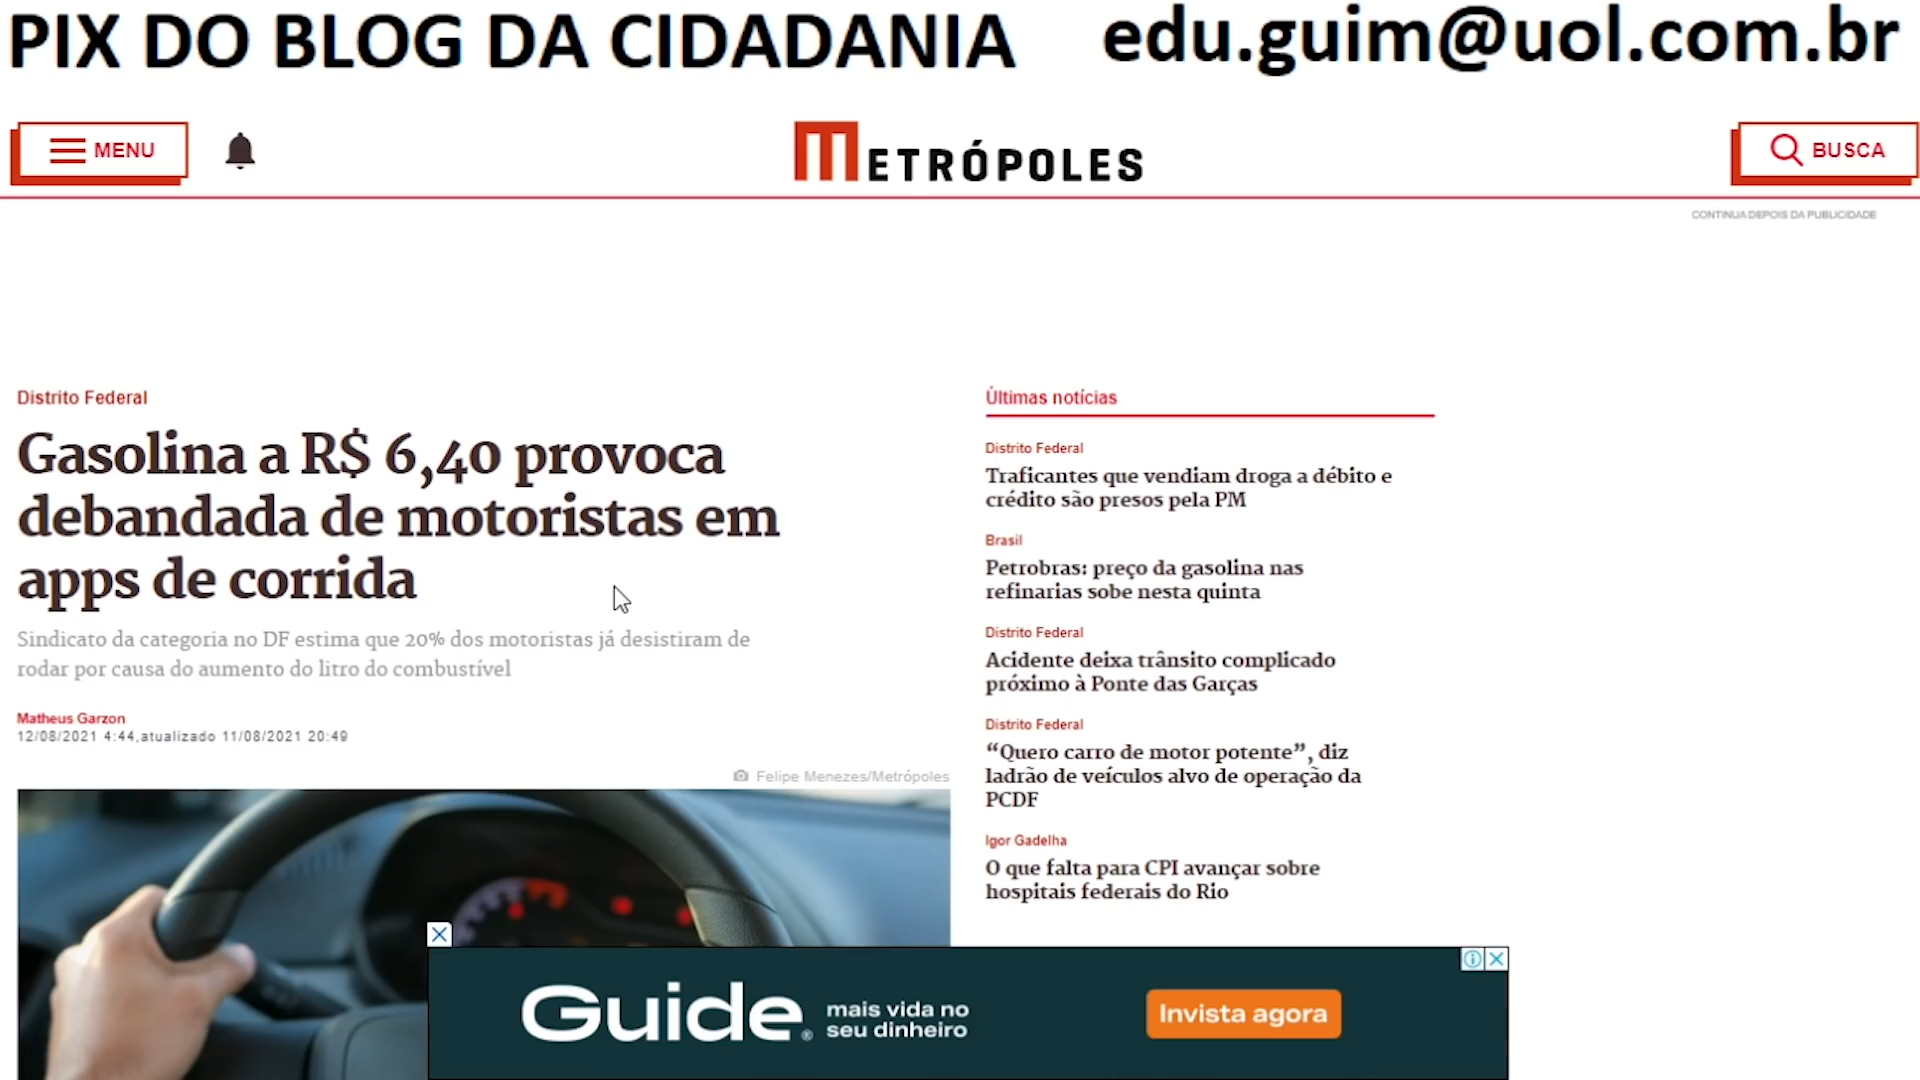 PIX DO BLOG DA CIDADANIA edu.guim@uol.com.br
MENU
METRÓPOLES
BUSCA
CONTINUA DEPOIS DA PUBLICIDADE
Distrito Federal
Gasolina a R$ 6,40 provoca
debandada de motoristas em
apps de corrida
Sindicato da categoria no DF estima que 20% dos motoristas já desistiram de
rodar por causa do aumento do litro do combustível
Matheus Garzon
12/08/2021 4:44,atualizado 11/08/2021 20:49
Felipe Menezes/Metrópoles
Últimas notícias
Distrito Federal
Traficantes que vendiam droga a débito e
crédito são presos pela PM
Brasil
Petrobras: preço da gasolina nas
refinarias sobe nesta quinta
Distrito Federal
Acidente deixa trânsito complicado
próximo à Ponte das Garças
Distrito Federal
“Quero carro de motor potente”, diz
ladrão de veículos alvo de operação da
PCDF
Igor Gadelha
O que falta para CPI avançar sobre
hospitais federais do Rio
Guide®
mais vida no
seu dinheiro
Invista agora